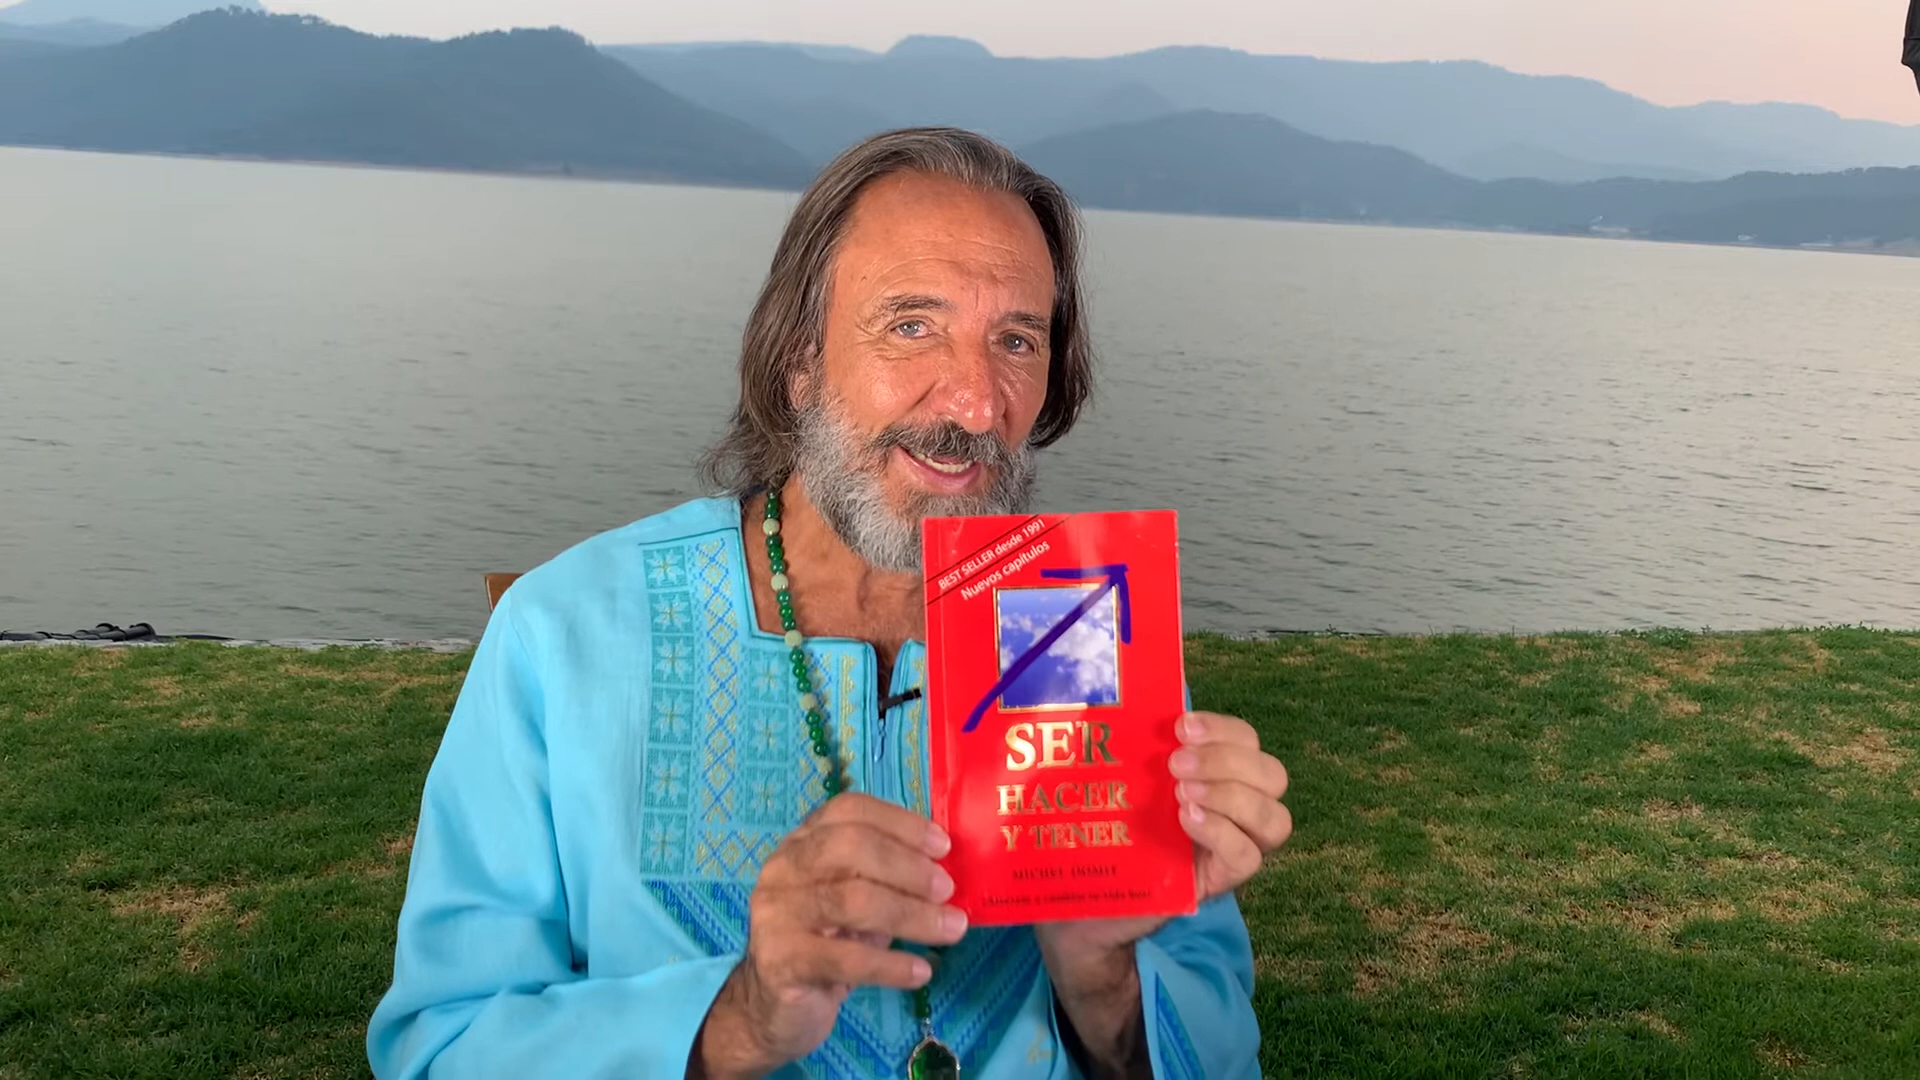 BEST SELLER desde 1991
Nuevos capítulos
SER
HACER
Y TENER
MICHEL DOMIT